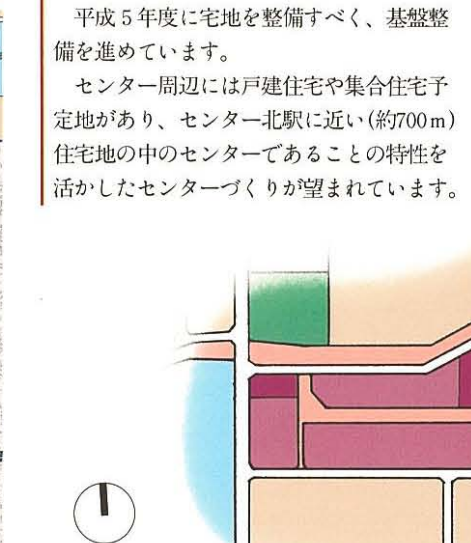 平成5年度に宅地を整備すべく、基盤整
備を進めています。
センター周辺には戸建住宅や集合住宅予
定地があり、センター北駅に近い(約700m)
住宅地の中のセンターであることの特性を
活かしたセンターづくりが望まれています。